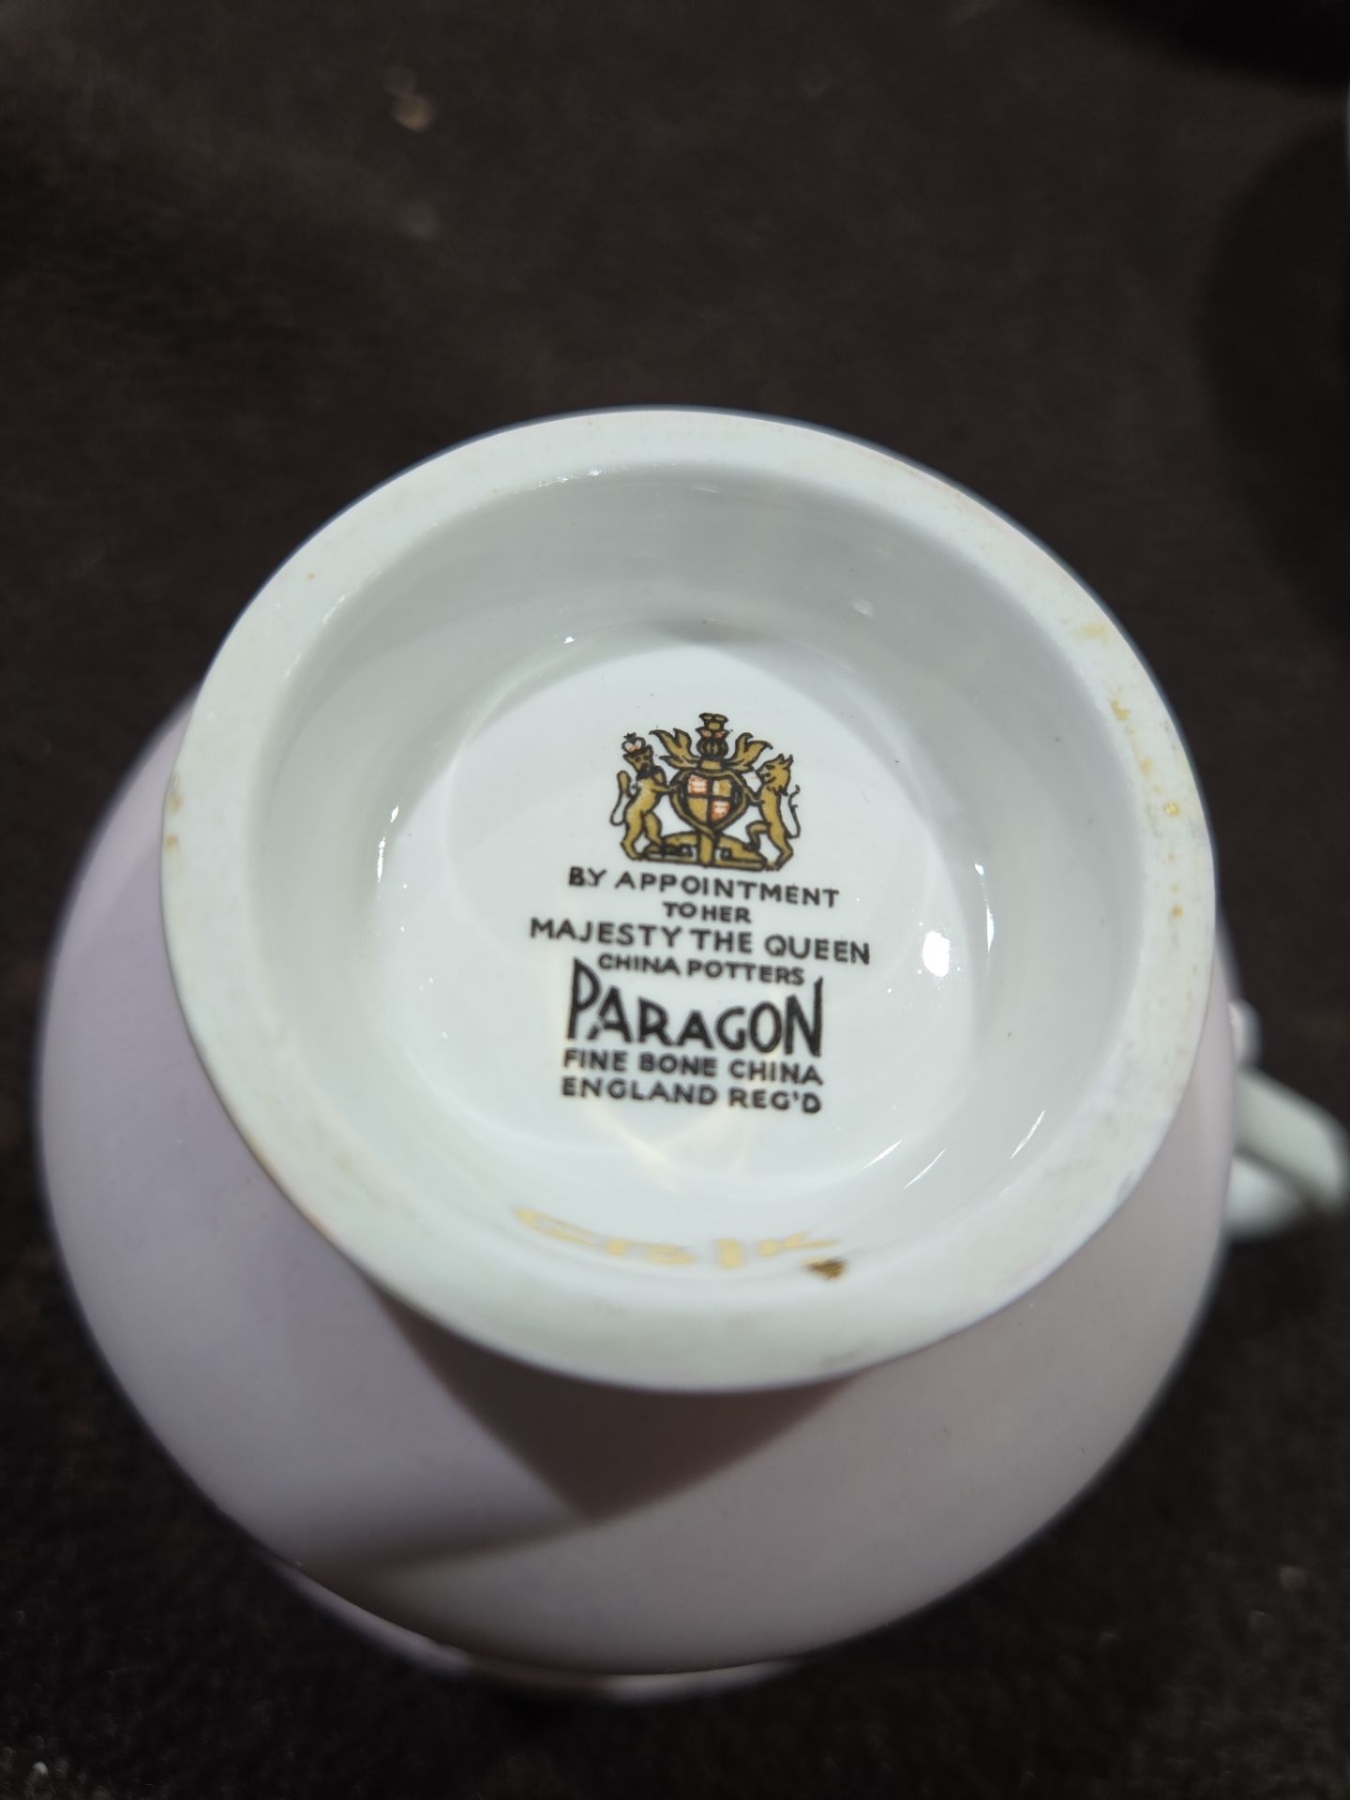 BY APPOINTMENT
TO HER
MAJESTY THE QUEEN
CHINA POTTERS
PARAGON
FINE BONE CHINA
ENGLAND REG'D